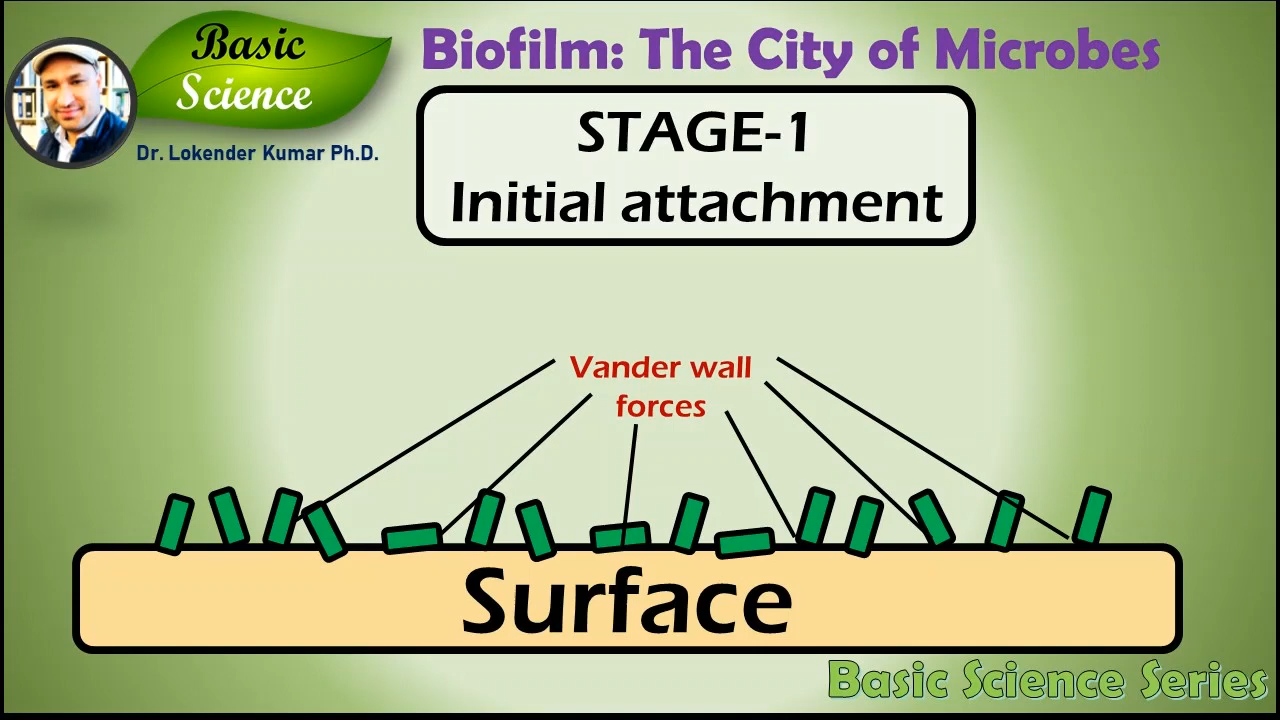 Basic
Science
Dr. Lokender Kumar Ph.D.
Biofilm: The City of Microbes
STAGE-1
Initial attachment
Vander wall
forces
Surface
Basic Science Series